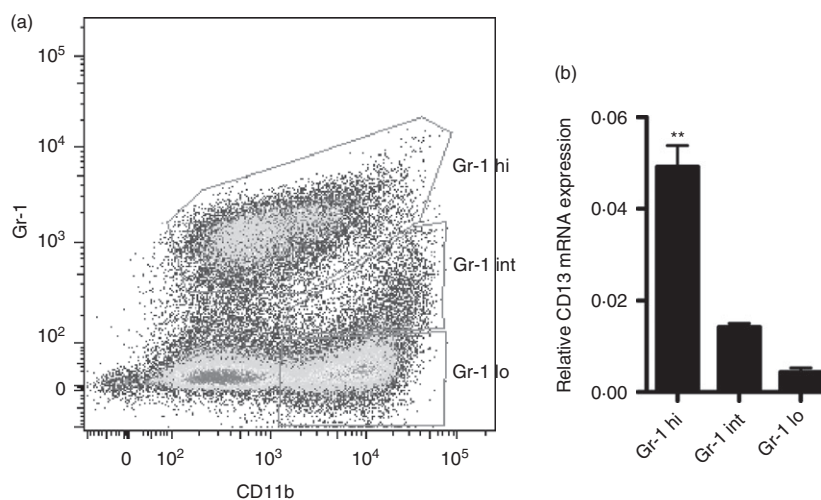 (a)
10⁵
10⁴
10³
10²
0
Gr-1
Gr-1 hi
Gr-1 int
Gr-1 lo
0 10² 10³ 10⁴ 10⁵
CD11b
(b)
Relative CD13 mRNA expression
0·06
0·04
0·02
0·00
**
Gr-1 hi
Gr-1 int
Gr-1 lo